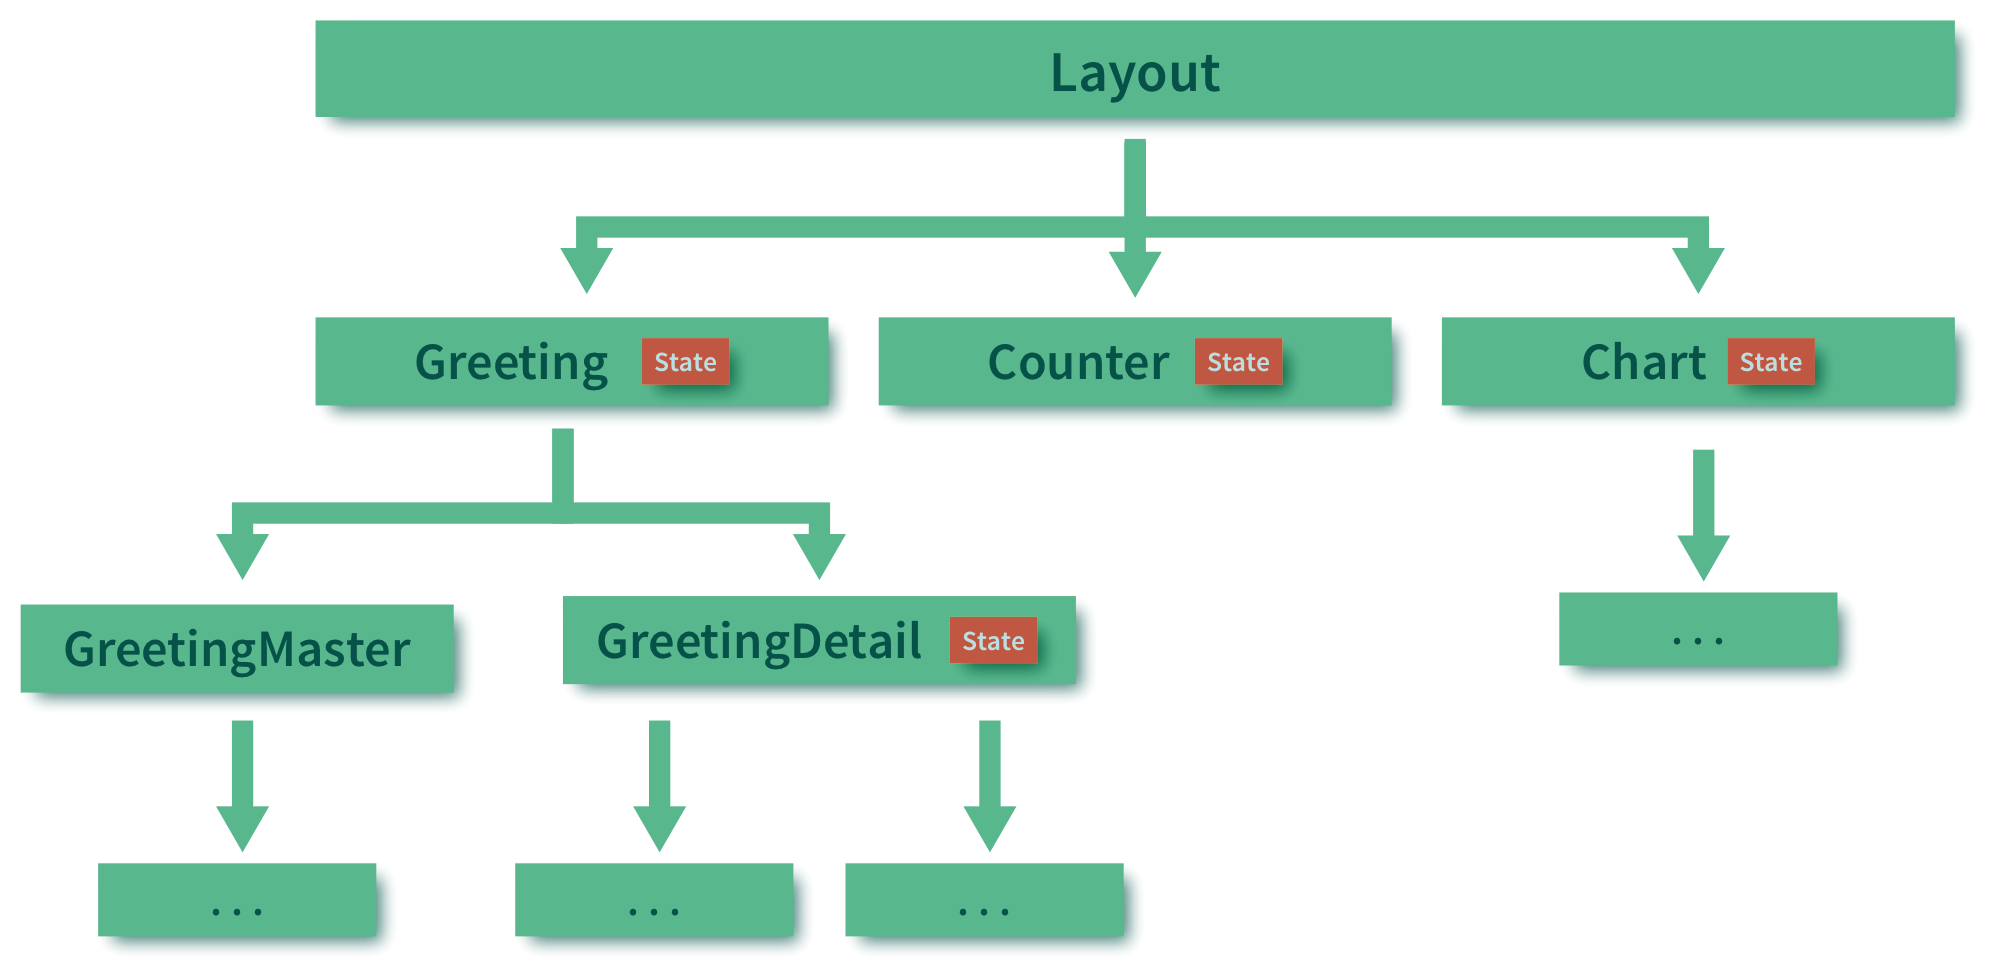 Layout
Greeting State
Counter State
Chart State
GreetingMaster
GreetingDetail State
...
...
...
...